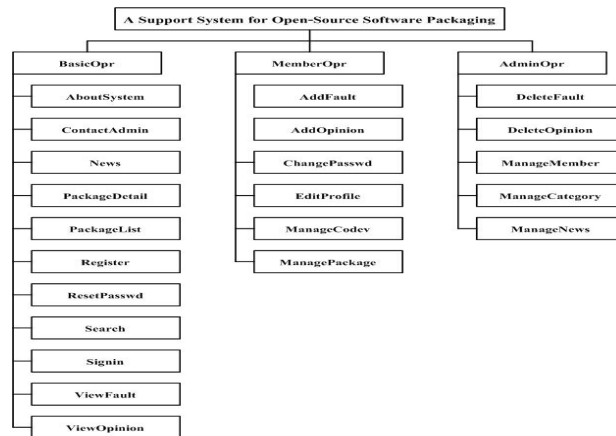 A Support System for Open-Source Software Packaging
BasicOpr
AboutSystem
ContactAdmin
News
PackageDetail
PackageList
Register
ResetPasswd
Search
Signin
ViewFault
ViewOpinion
MemberOpr
AddFault
AddOpinion
ChangePasswd
EditProfile
ManageCodev
ManagePackage
AdminOpr
DeleteFault
DeleteOpinion
ManageMember
ManageCategory
ManageNews